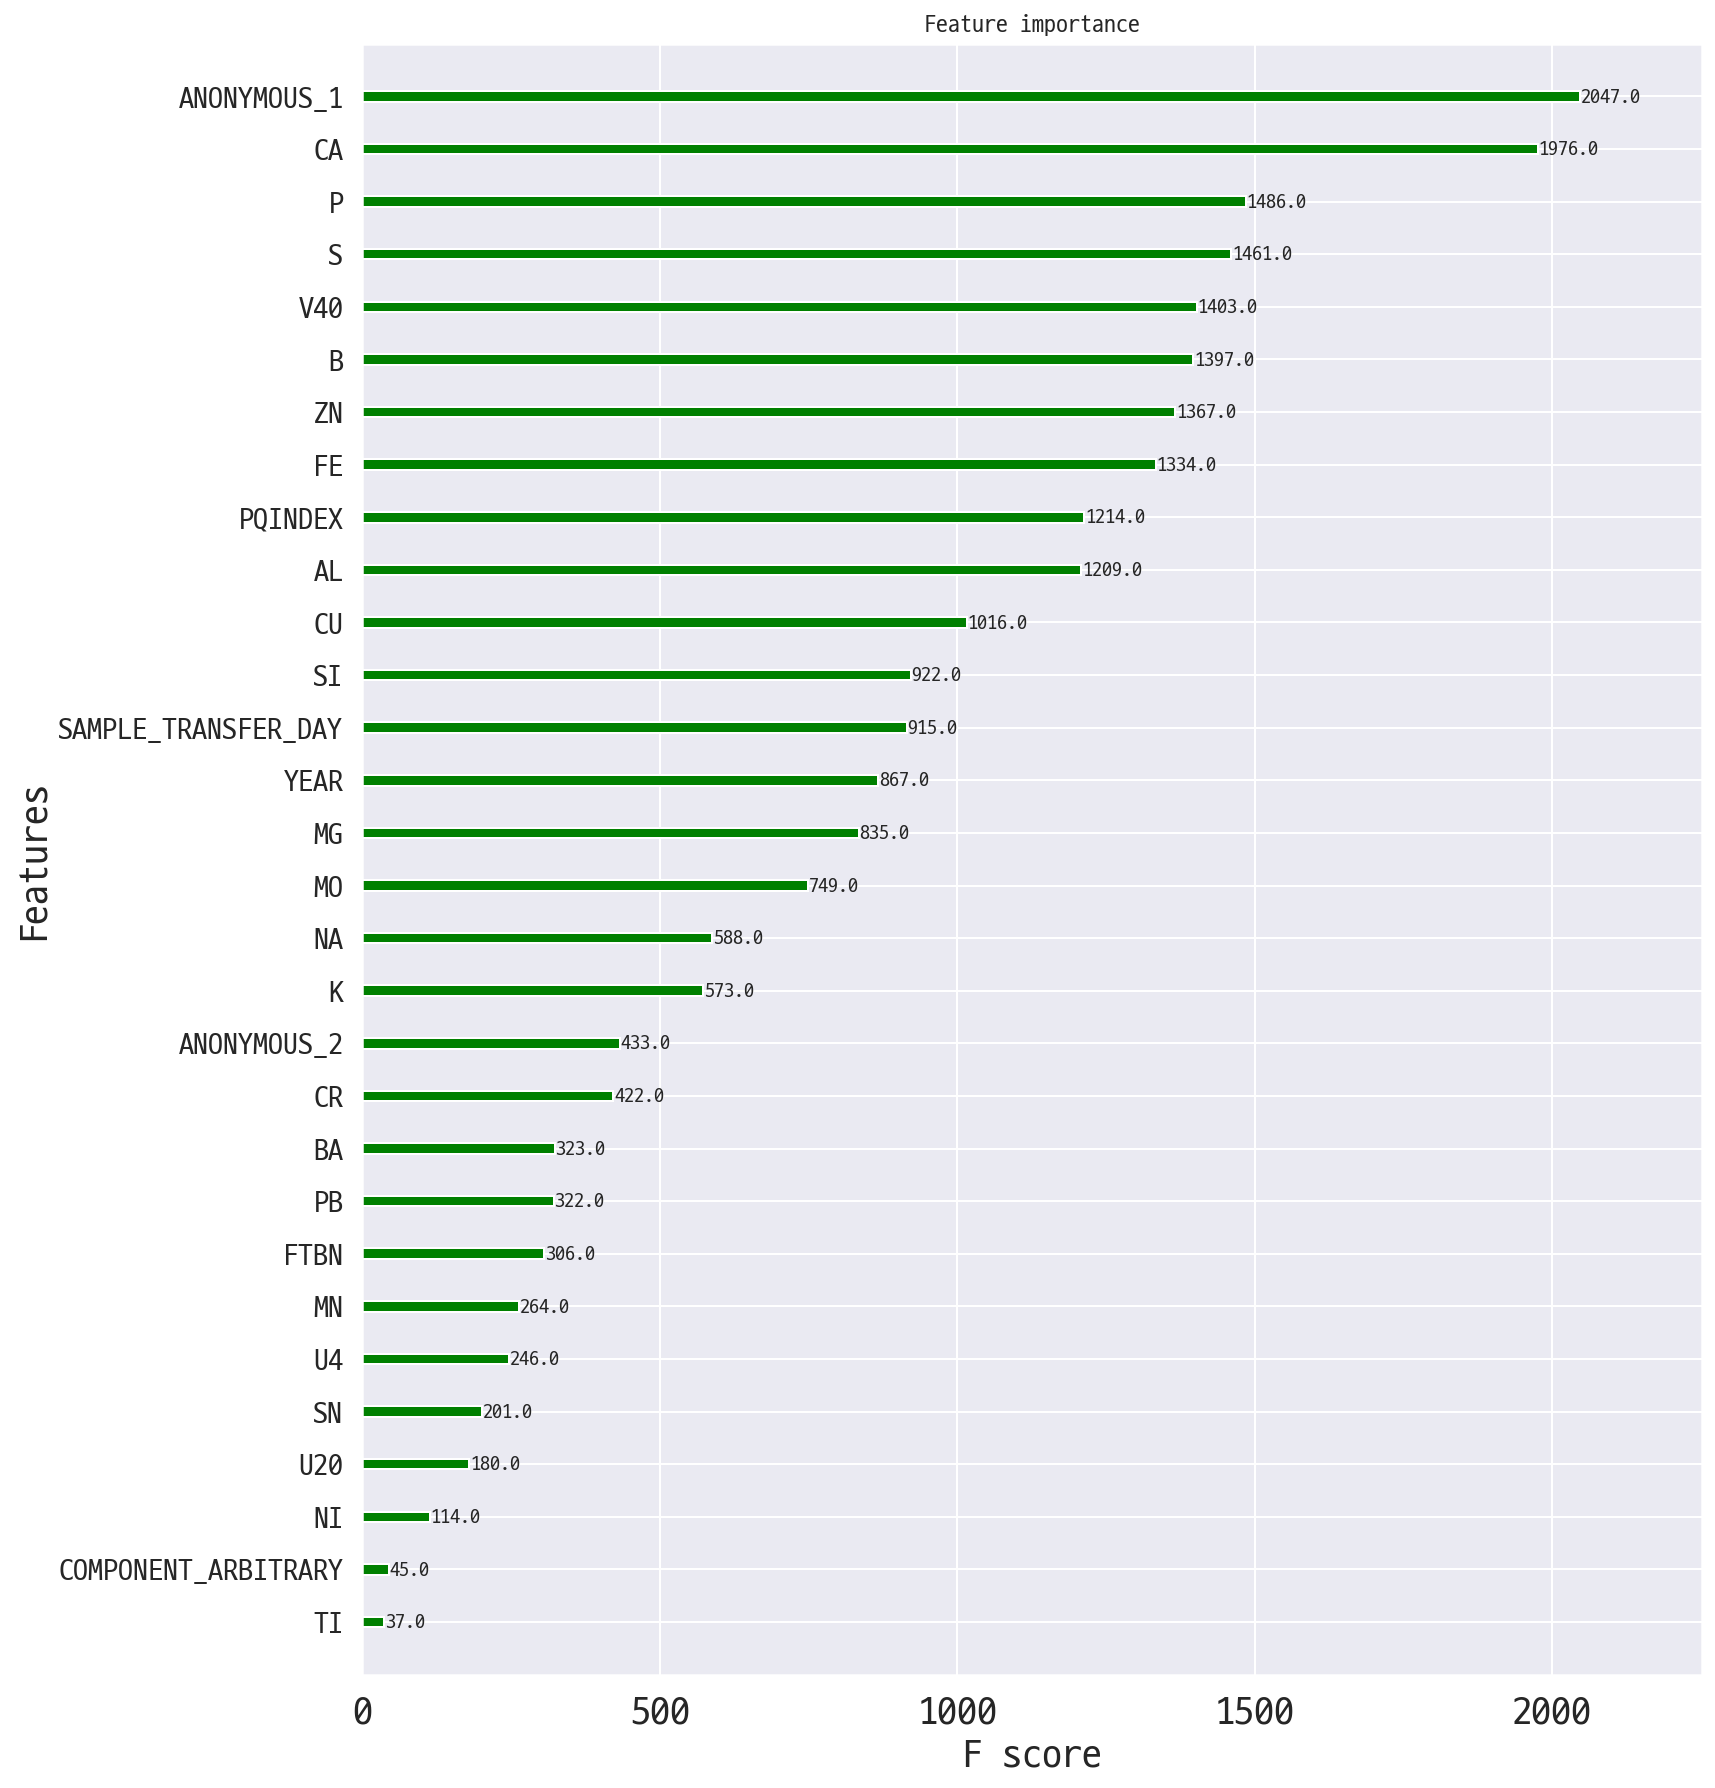 Feature importance
ANONYMOUS_1 2047.0
CA 1976.0
P 1486.0
S 1461.0
V40 1403.0
B 1397.0
ZN 1367.0
FE 1334.0
PQINDEX 1214.0
AL 1209.0
CU 1016.0
SI 922.0
SAMPLE_TRANSFER_DAY 915.0
YEAR 867.0
MG 835.0
MO 749.0
NA 588.0
K 573.0
ANONYMOUS_2 433.0
CR 422.0
BA 323.0
PB 322.0
FTBN 306.0
MN 264.0
U4 246.0
SN 201.0
U20 180.0
NI 114.0
COMPONENT_ARBITRARY 45.0
TI 37.0
Features
0 500 1000 1500 2000
F score